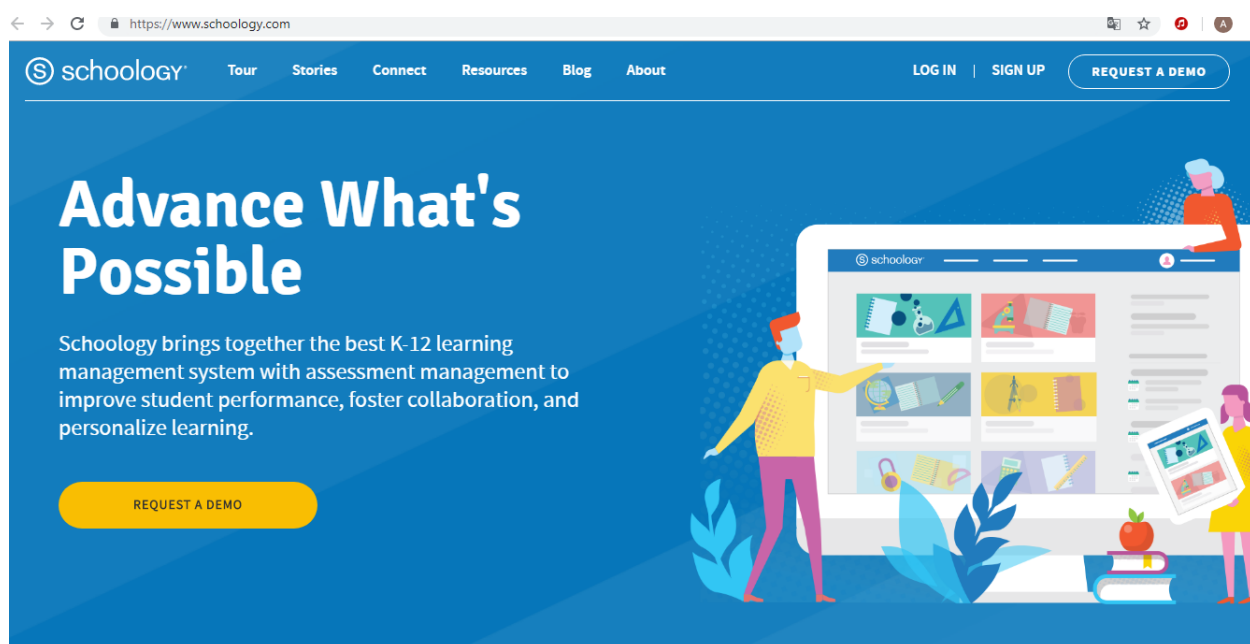 https://www.schoology.com
A
S schoology
Tour Stories Connect Resources Blog About
LOG IN | SIGN UP
REQUEST A DEMO
Advance What's
Possible
Schoology brings together the best K-12 learning
management system with assessment management to
improve student performance, foster collaboration, and
personalize learning.
REQUEST A DEMO
S schoology